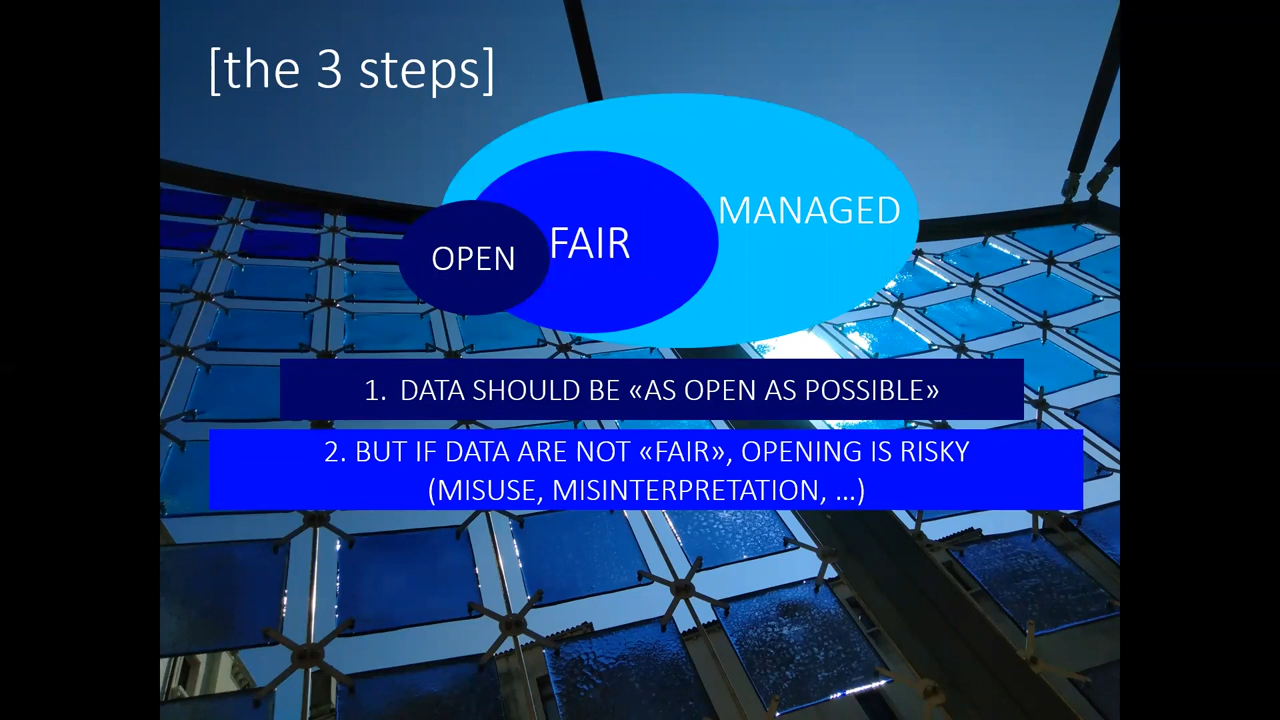 [the 3 steps]
MANAGED
FAIR
OPEN
1. DATA SHOULD BE «AS OPEN AS POSSIBLE»
2. BUT IF DATA ARE NOT «FAIR», OPENING IS RISKY
(MISUSE, MISINTERPRETATION, ...)